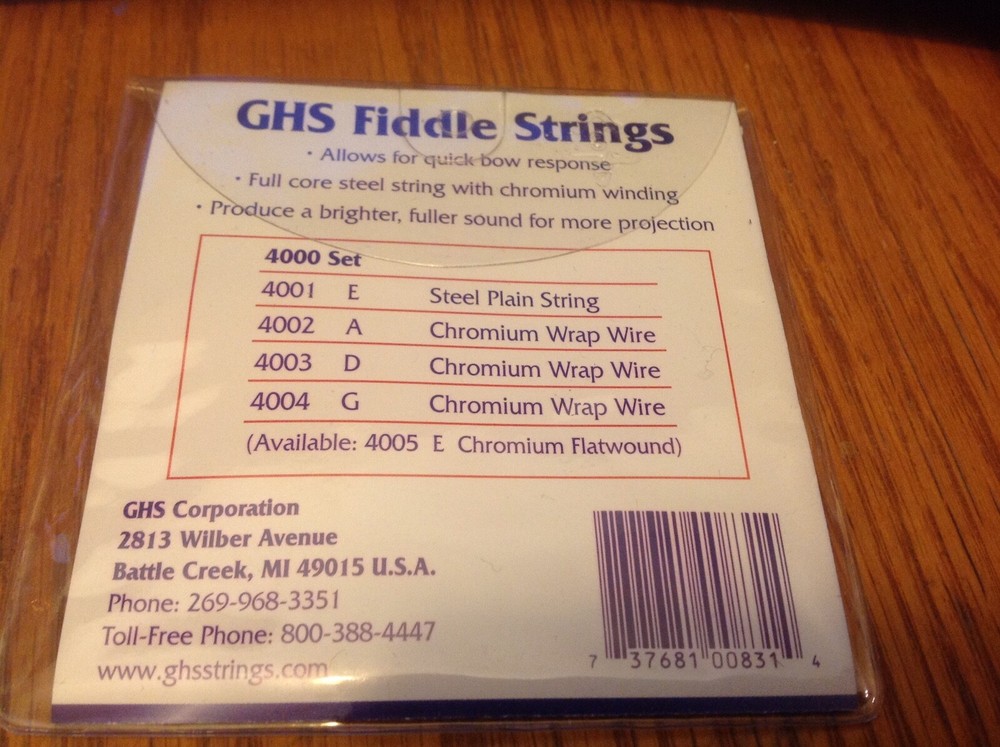 GHS Fiddle Strings
• Allows for quick bow response
• Full core steel string with chromium winding
• Produce a brighter, fuller sound for more projection
4000 Set
4001 E Steel Plain String
4002 A Chromium Wrap Wire
4003 D Chromium Wrap Wire
4004 G Chromium Wrap Wire
(Available: 4005 E Chromium Flatwound)
GHS Corporation
2813 Wilber Avenue
Battle Creek, MI 49015 U.S.A.
Phone: 269-968-3351
Toll-Free Phone: 800-388-4447
www.ghsstrings.com
7 37681 00831 4